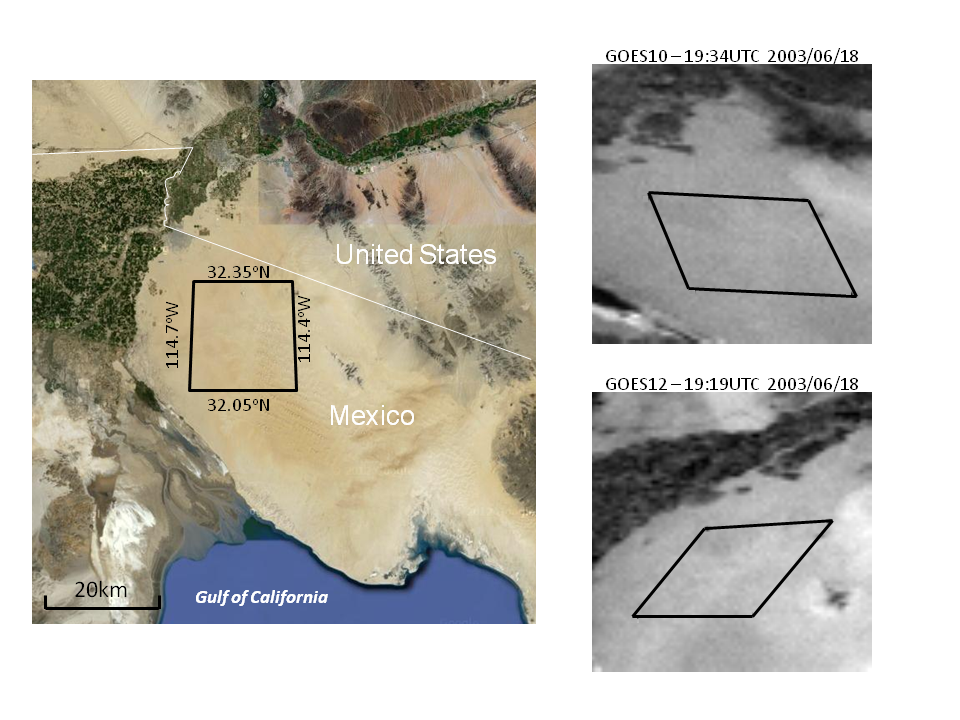 GOES10 – 19:34UTC 2003/06/18
United States
32.35°N
114.7°W
114.4°W
32.05°N
Mexico
20km
Gulf of California
GOES12 – 19:19UTC 2003/06/18